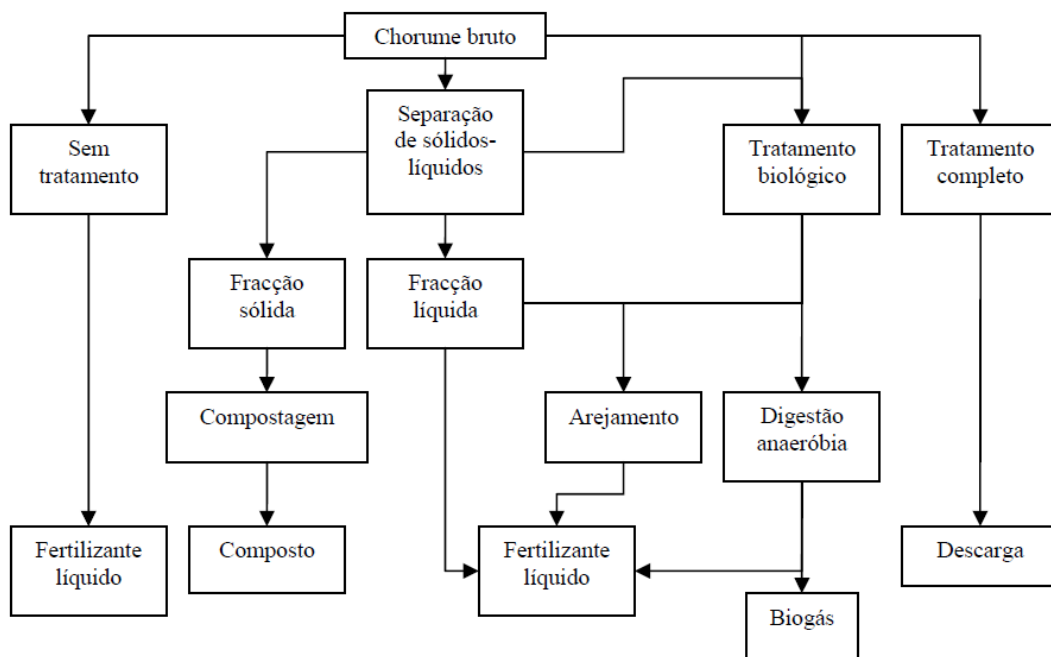 Chorume bruto
Separação
de sólidos-
líquidos
Sem
tratamento
Tratamento
biológico
Tratamento
completo
Fracção
sólida
Fracção
líquida
Compostagem
Arejamento
Digestão
anaeróbia
Fertilizante
líquido
Composto
Fertilizante
líquido
Descarga
Biogás